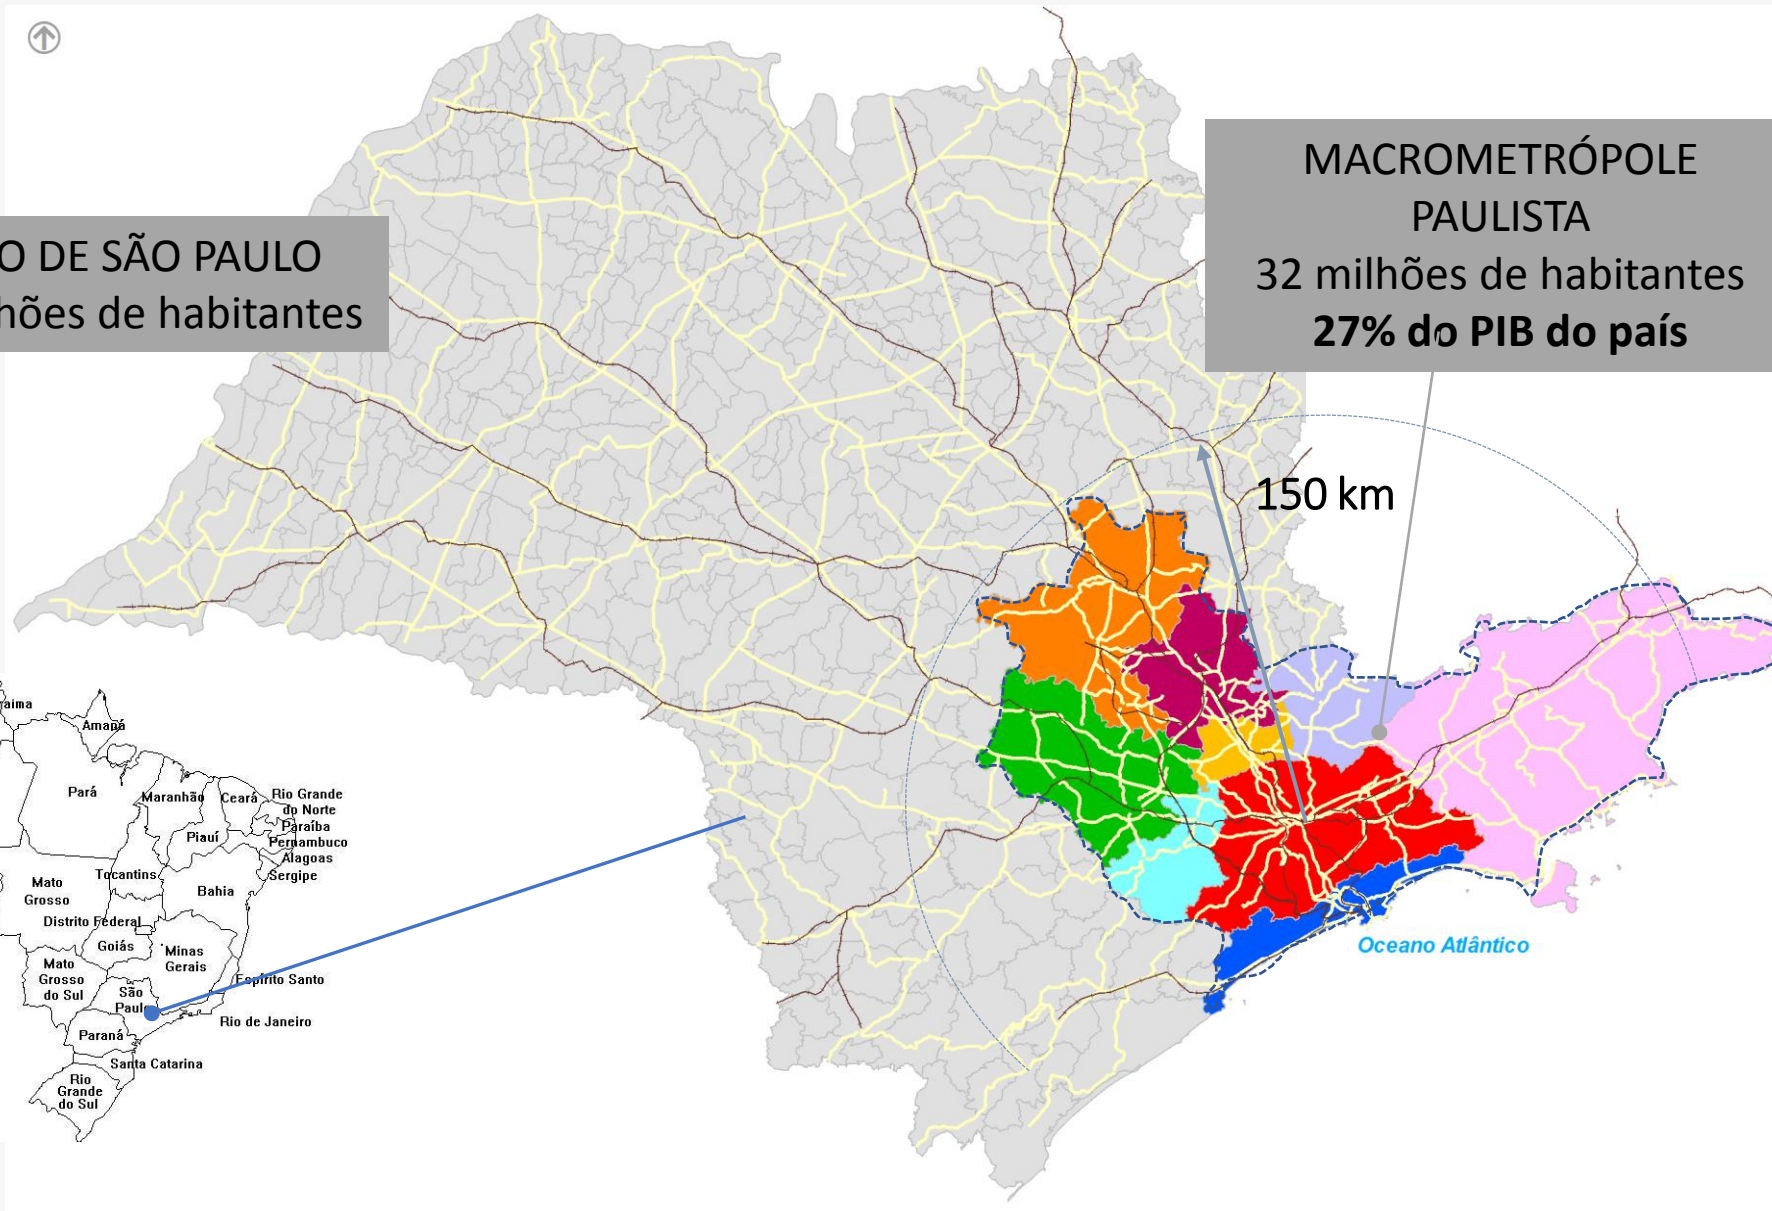 MACROMETRÓPOLE
PAULISTA
32 milhões de habitantes
27% do PIB do país
O DE SÃO PAULO
hões de habitantes
150 km
aima
Amapá
Pará
Maranhão
Ceará
Rio Grande
do Norte
Paraíba
Piauí
Pernambuco
Alagoas
Sergipe
Tocantins
Mato
Grosso
Bahia
Distrito Federal
Goiás
Minas
Gerais
Mato
Grosso
do Sul
Espírito Santo
São
Paulo
Rio de Janeiro
Paraná
Santa Catarina
Rio
Grande
do Sul
Oceano Atlântico